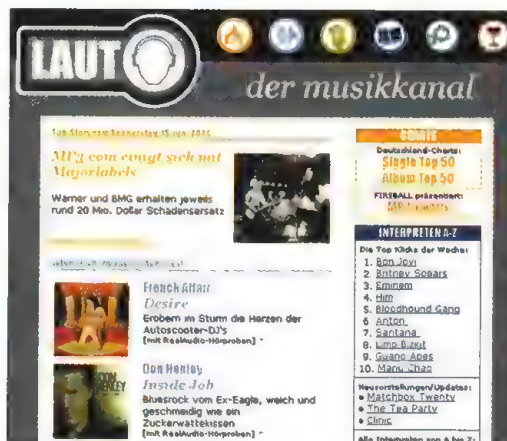 LAUT
der musikkanal
Top Story vom Donnerstag, 15 Jun. 2000
MP3.com einigt sich mit
Majorlabels
Warner und BMG erhalten jeweils
rund 20 Mio. Dollar Schadensersatz
French Affair
Desire
Erobern im Sturm die Herzen der
Autoscooter-DJ's
[mit RealAudio-Hörproben]
Don Henley
Inside Job
Bluesrock vom Ex-Eagle, weich und
geschmeidig wie ein
Zuckerwattekissen
[mit RealAudio-Hörproben]
CHARTS
Deutschland-Charts:
Single Top 50
Album Top 50
FIREBALL präsentiert:
INTERPRETEN A-Z
Die Top Klicks der Woche:
1. Bon Jovi
2. Britney Spears
3. Eminem
4. Him
5. Bloodhound Gang
6. Anton
7. Santana
8. Limp Bizkit
9. Guano Apes
10. Manu Chao
Neuvorstellungen/Updates:
• Matchbox Twenty
• The Tea Party
• Clinic
Alle Interpreten von A bis Z: